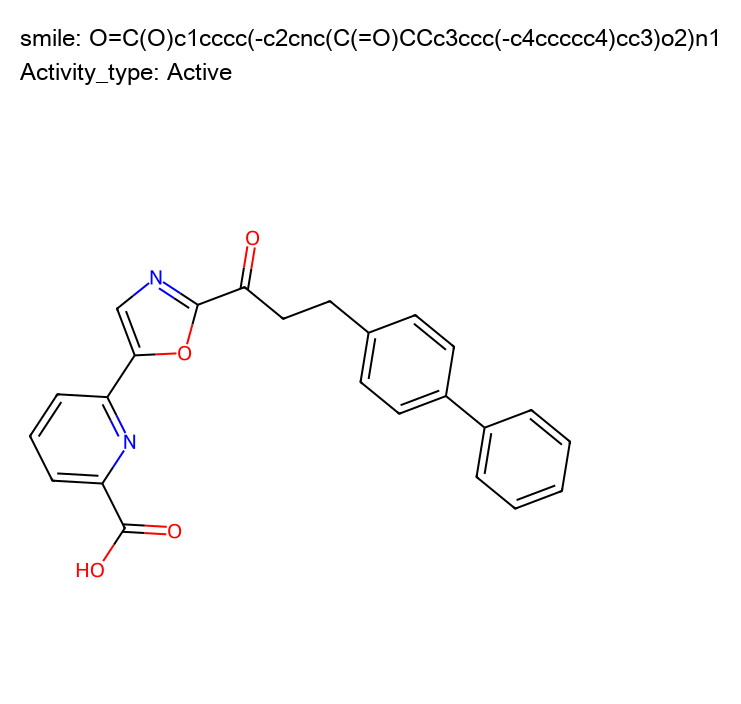 smile: O=C(O)c1cccc(-c2cnc(C(=O)CCc3ccc(-c4ccccc4)cc3)o2)n1
Activity_type: Active
O
N
O
N
O
HO